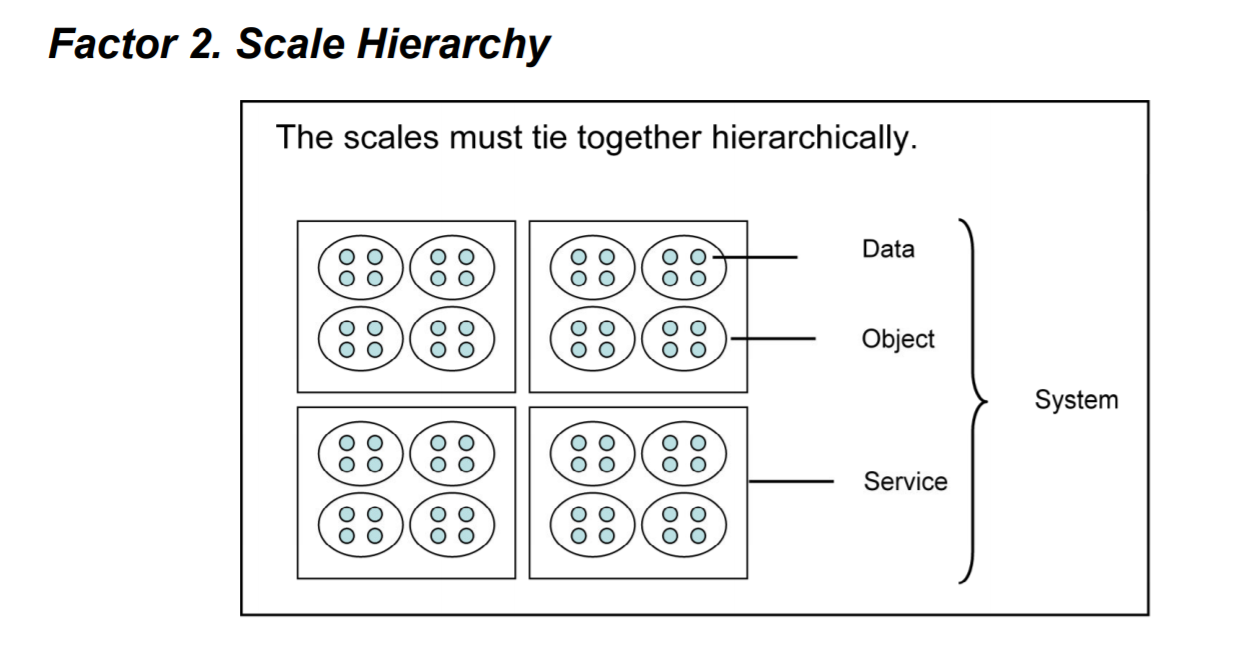 Factor 2. Scale Hierarchy
The scales must tie together hierarchically.
Data
Object
System
Service